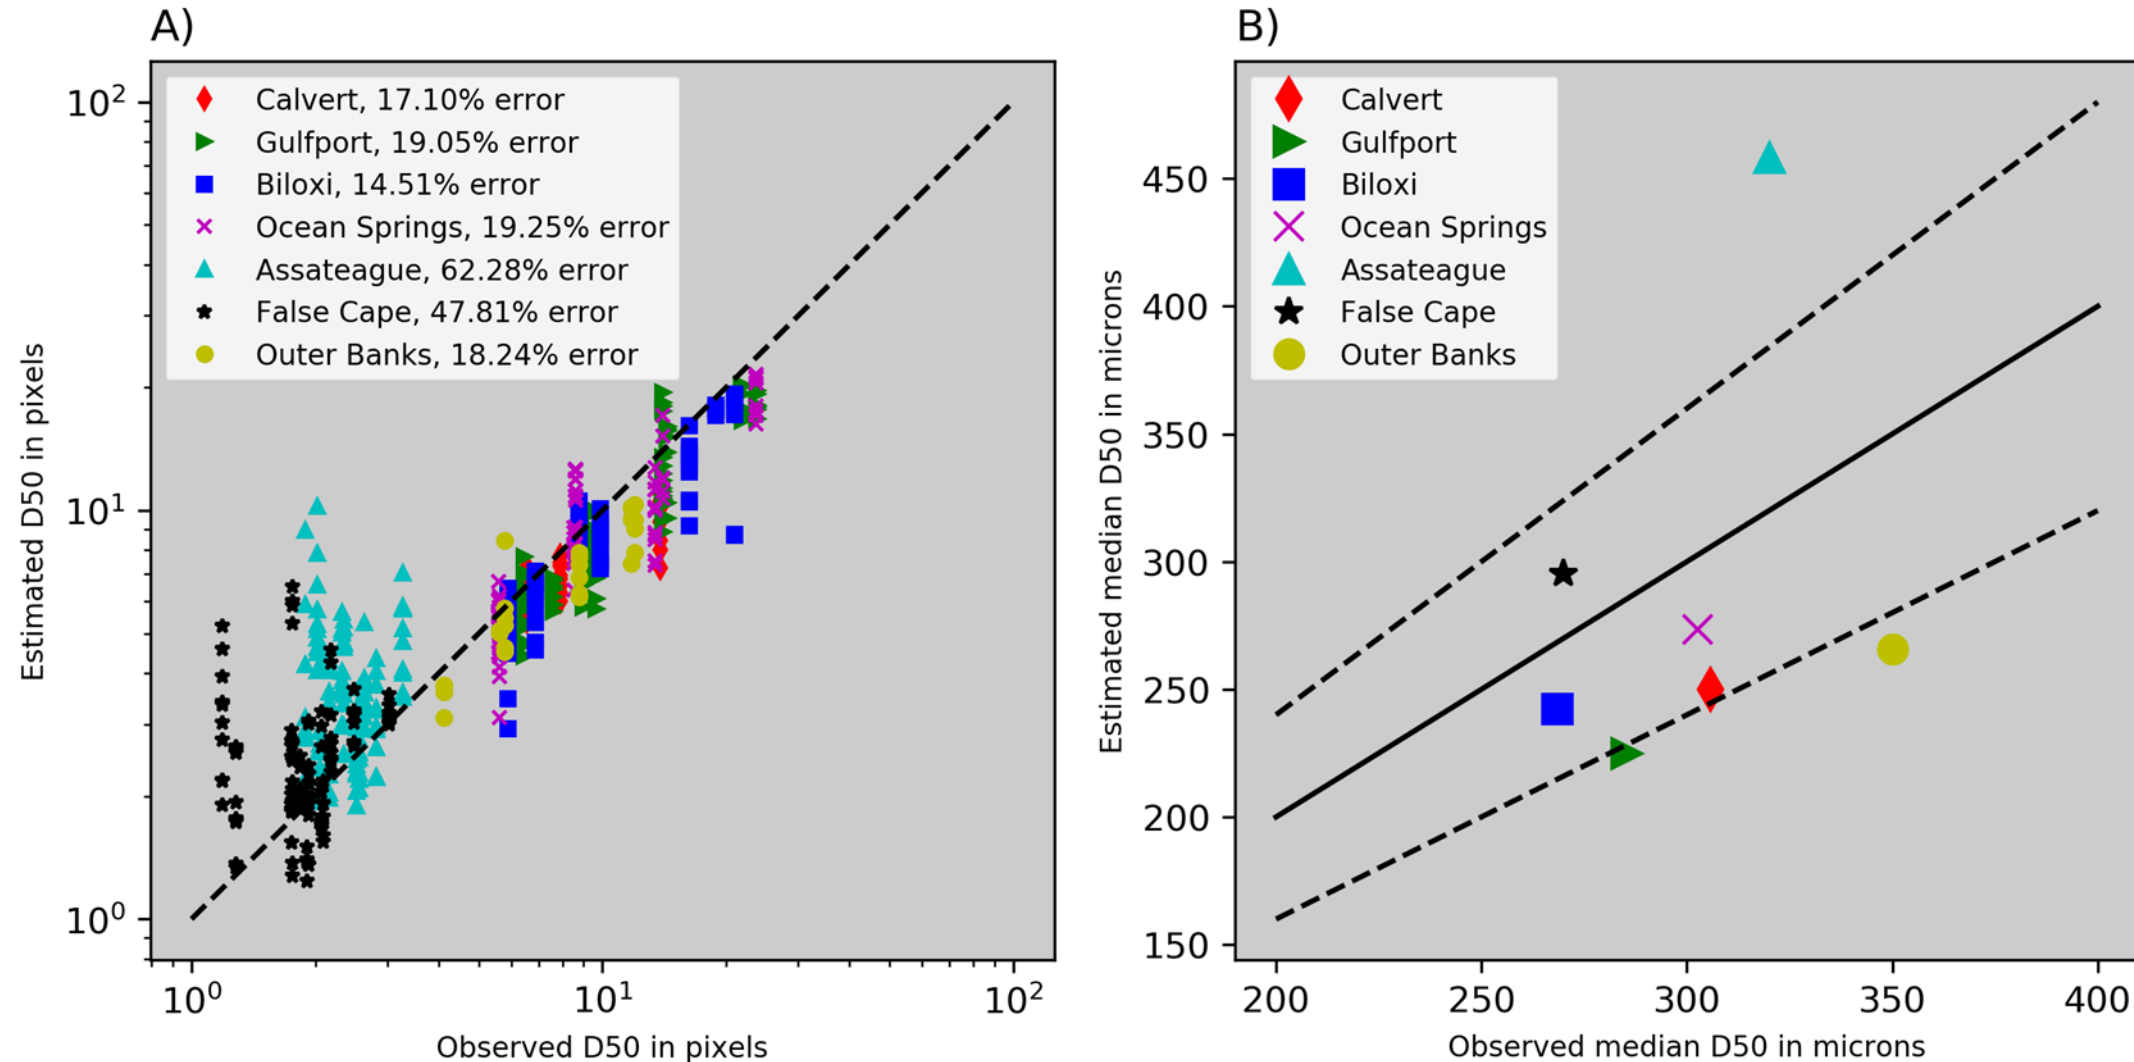 A)
Calvert, 17.10% error
Gulfport, 19.05% error
Biloxi, 14.51% error
Ocean Springs, 19.25% error
Assateague, 62.28% error
False Cape, 47.81% error
Outer Banks, 18.24% error
10²
10¹
10⁰
Estimated D50 in pixels
10⁰ 10¹ 10²
Observed D50 in pixels
B)
Calvert
Gulfport
Biloxi
Ocean Springs
Assateague
False Cape
Outer Banks
450
400
350
300
250
200
150
Estimated median D50 in microns
200 250 300 350 400
Observed median D50 in microns